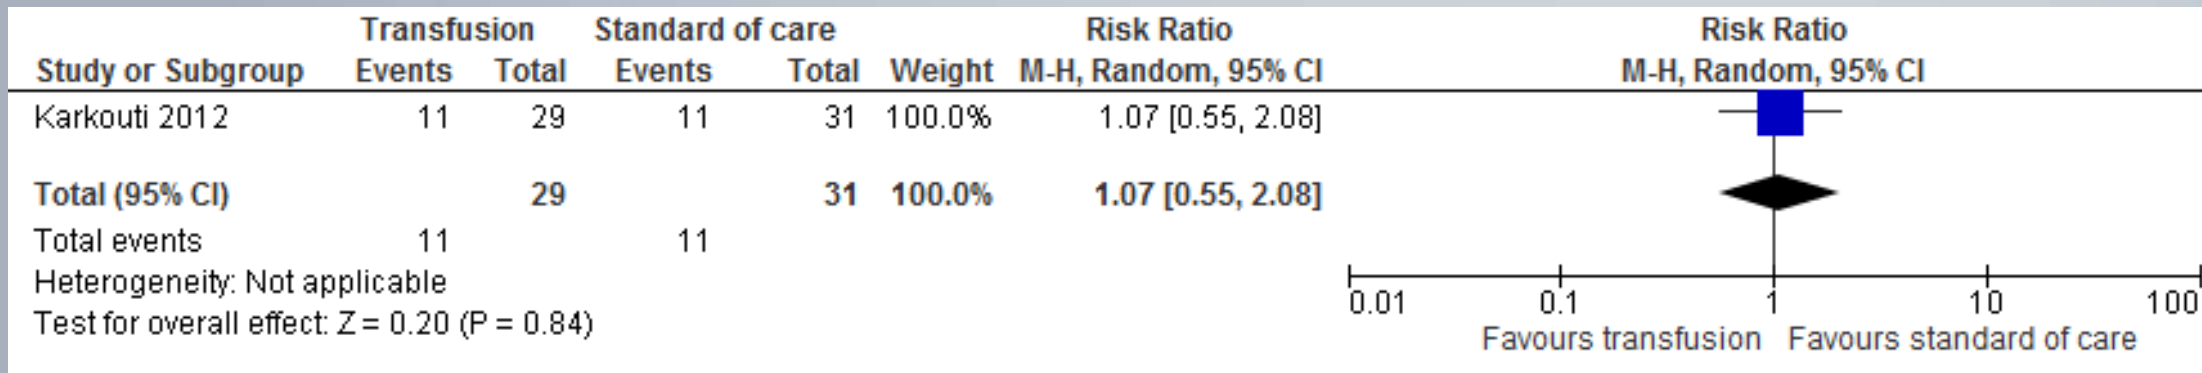 Transfusion Standard of care Risk Ratio Risk Ratio
Study or Subgroup Events Total Events Total Weight M-H, Random, 95% CI M-H, Random, 95% CI
Karkouti 2012 11 29 11 31 100.0% 1.07 [0.55, 2.08]
Total (95% CI) 29 31 100.0% 1.07 [0.55, 2.08]
Total events 11 11
Heterogeneity: Not applicable
Test for overall effect: Z = 0.20 (P = 0.84)
0.01 0.1 1 10 100
Favours transfusion Favours standard of care